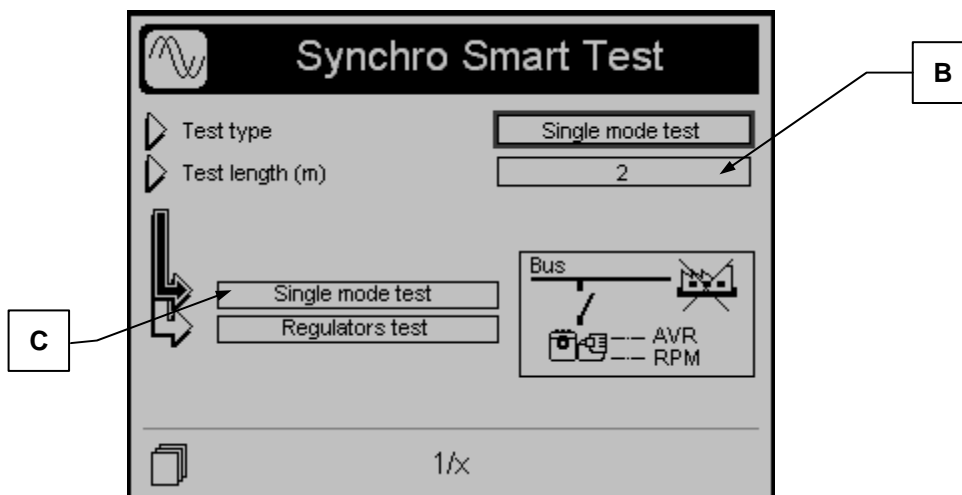 Synchro Smart Test
B
Test type Single mode test
Test length (m) 2
Bus
Single mode test
Regulators test
C
AVR
RPM
1/x